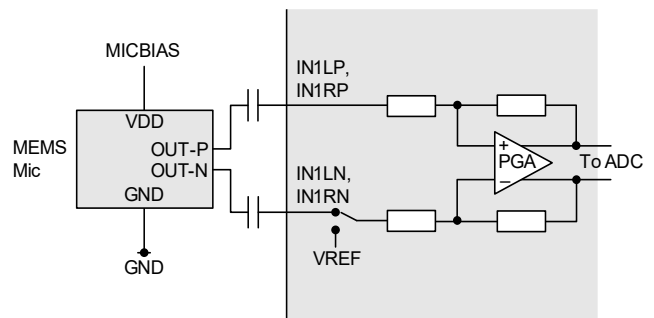 MICBIAS
VDD
MEMS
Mic
OUT-P
OUT-N
GND
GND
IN1LP,
IN1RP
IN1LN,
IN1RN
VREF
+
PGA
−
To ADC